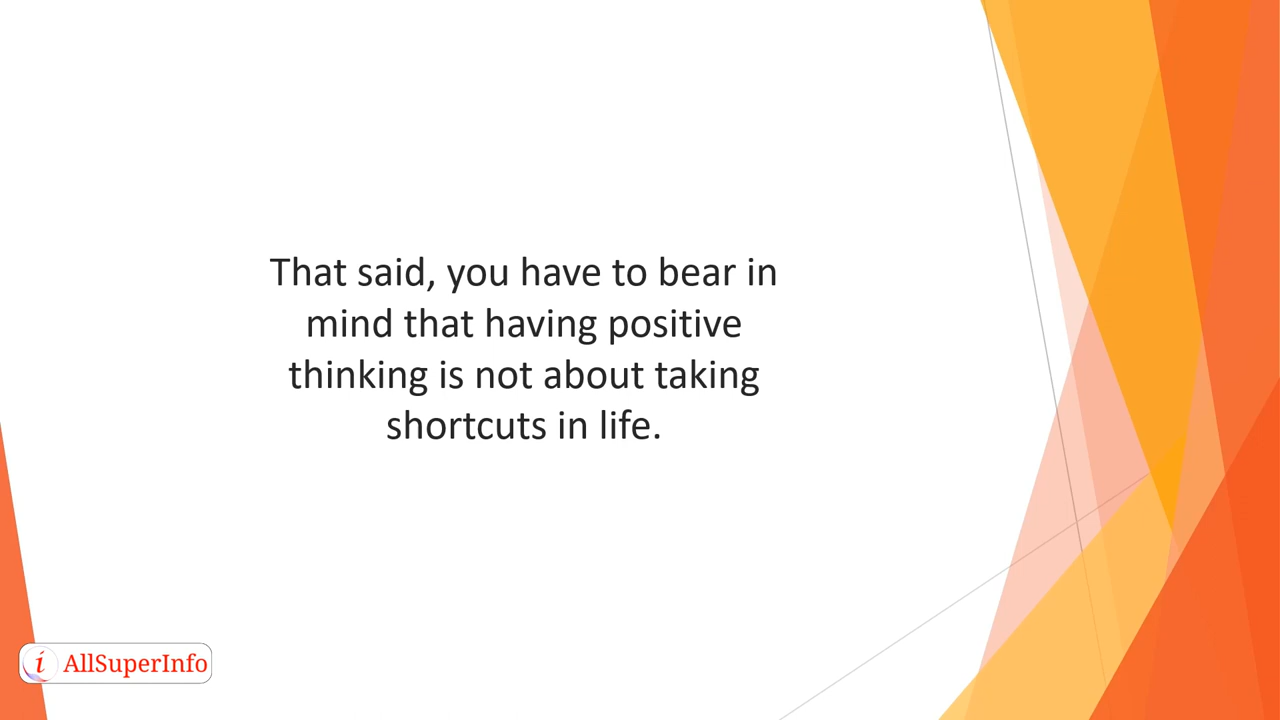 That said, you have to bear in
mind that having positive
thinking is not about taking
shortcuts in life.
i AllSuperInfo